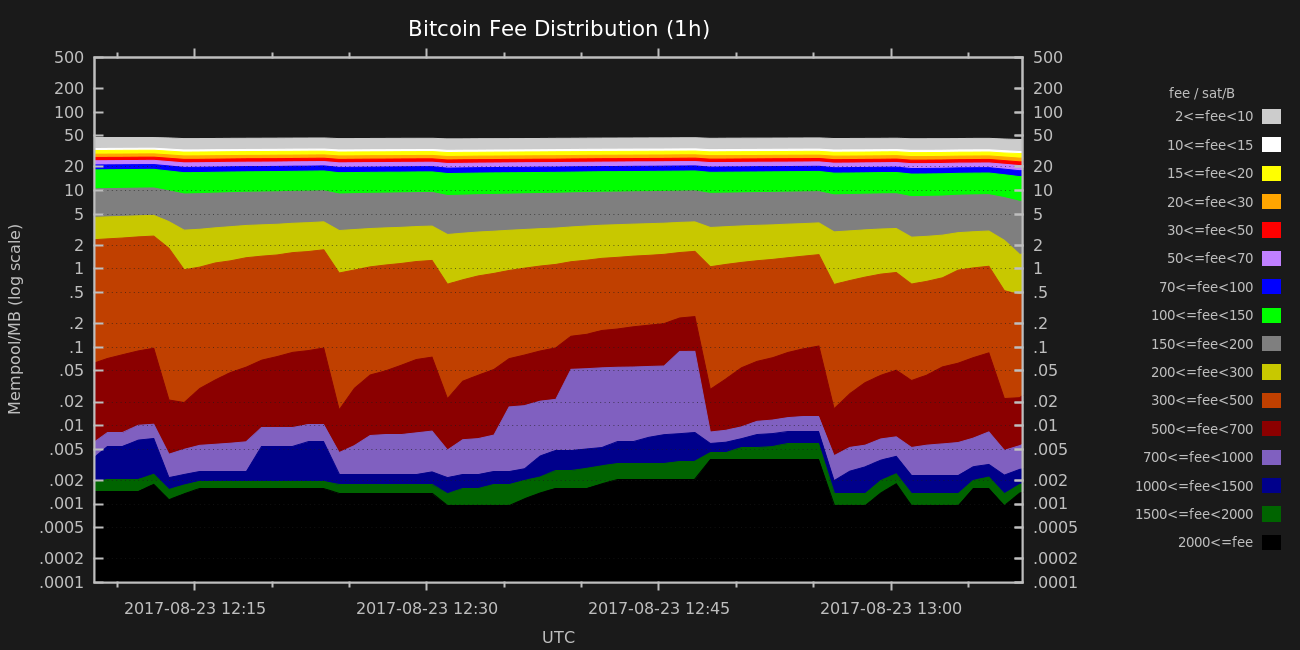 Bitcoin Fee Distribution (1h)
500
200
100
50
20
10
5
2
1
.5
.2
.1
.05
.02
.01
.005
.002
.001
.0005
.0002
.0001
Mempool/MB (log scale)
500
200
100
50
20
10
5
2
1
.5
.2
.1
.05
.02
.01
.005
.002
.001
.0005
.0002
.0001
2017-08-23 12:15
2017-08-23 12:30
2017-08-23 12:45
2017-08-23 13:00
UTC
fee / sat/B
2<=fee<10
10<=fee<15
15<=fee<20
20<=fee<30
30<=fee<50
50<=fee<70
70<=fee<100
100<=fee<150
150<=fee<200
200<=fee<300
300<=fee<500
500<=fee<700
700<=fee<1000
1000<=fee<1500
1500<=fee<2000
2000<=fee